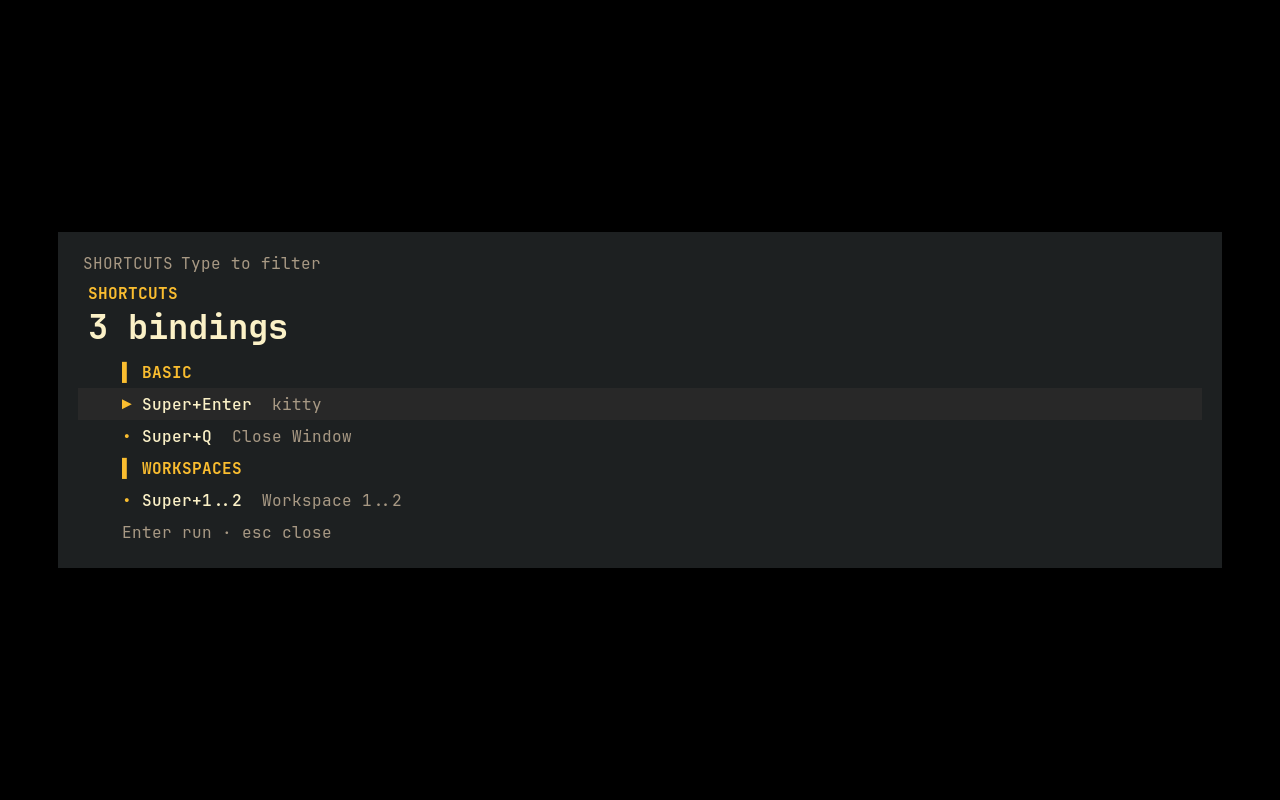 SHORTCUTS Type to filter
SHORTCUTS
3 bindings
BASIC
▶ Super+Enter kitty
• Super+Q Close Window
WORKSPACES
• Super+1..2 Workspace 1..2
Enter run · esc close